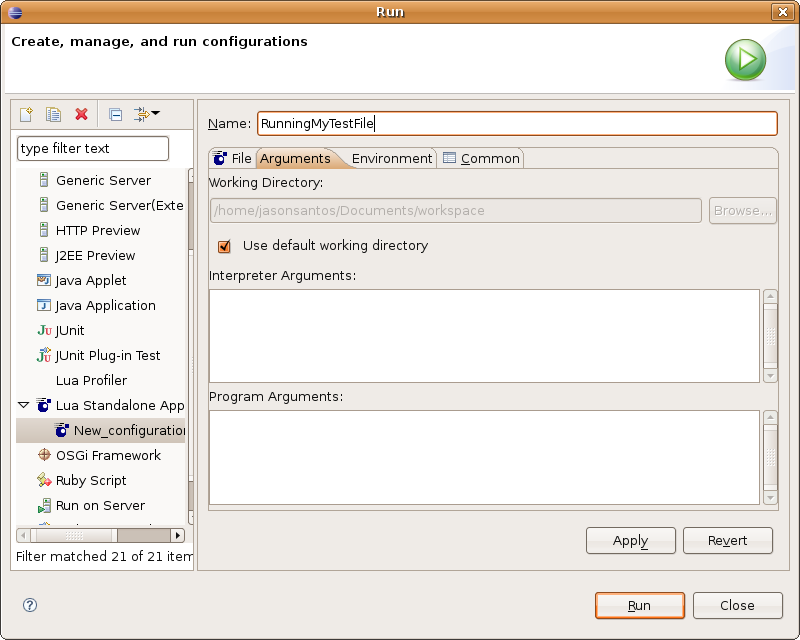 Run
Create, manage, and run configurations
type filter text
Generic Server
Generic Server(Exte
HTTP Preview
J2EE Preview
Java Applet
Java Application
JUnit
JUnit Plug-in Test
Lua Profiler
Lua Standalone App
New_configuration
OSGi Framework
Ruby Script
Run on Server
Filter matched 21 of 21 item
Name: RunningMyTestFile
File Arguments Environment Common
Working Directory:
/home/jasonsantos/Documents/workspace Browse...
Use default working directory
Interpreter Arguments:
Program Arguments:
Apply Revert
Run Close